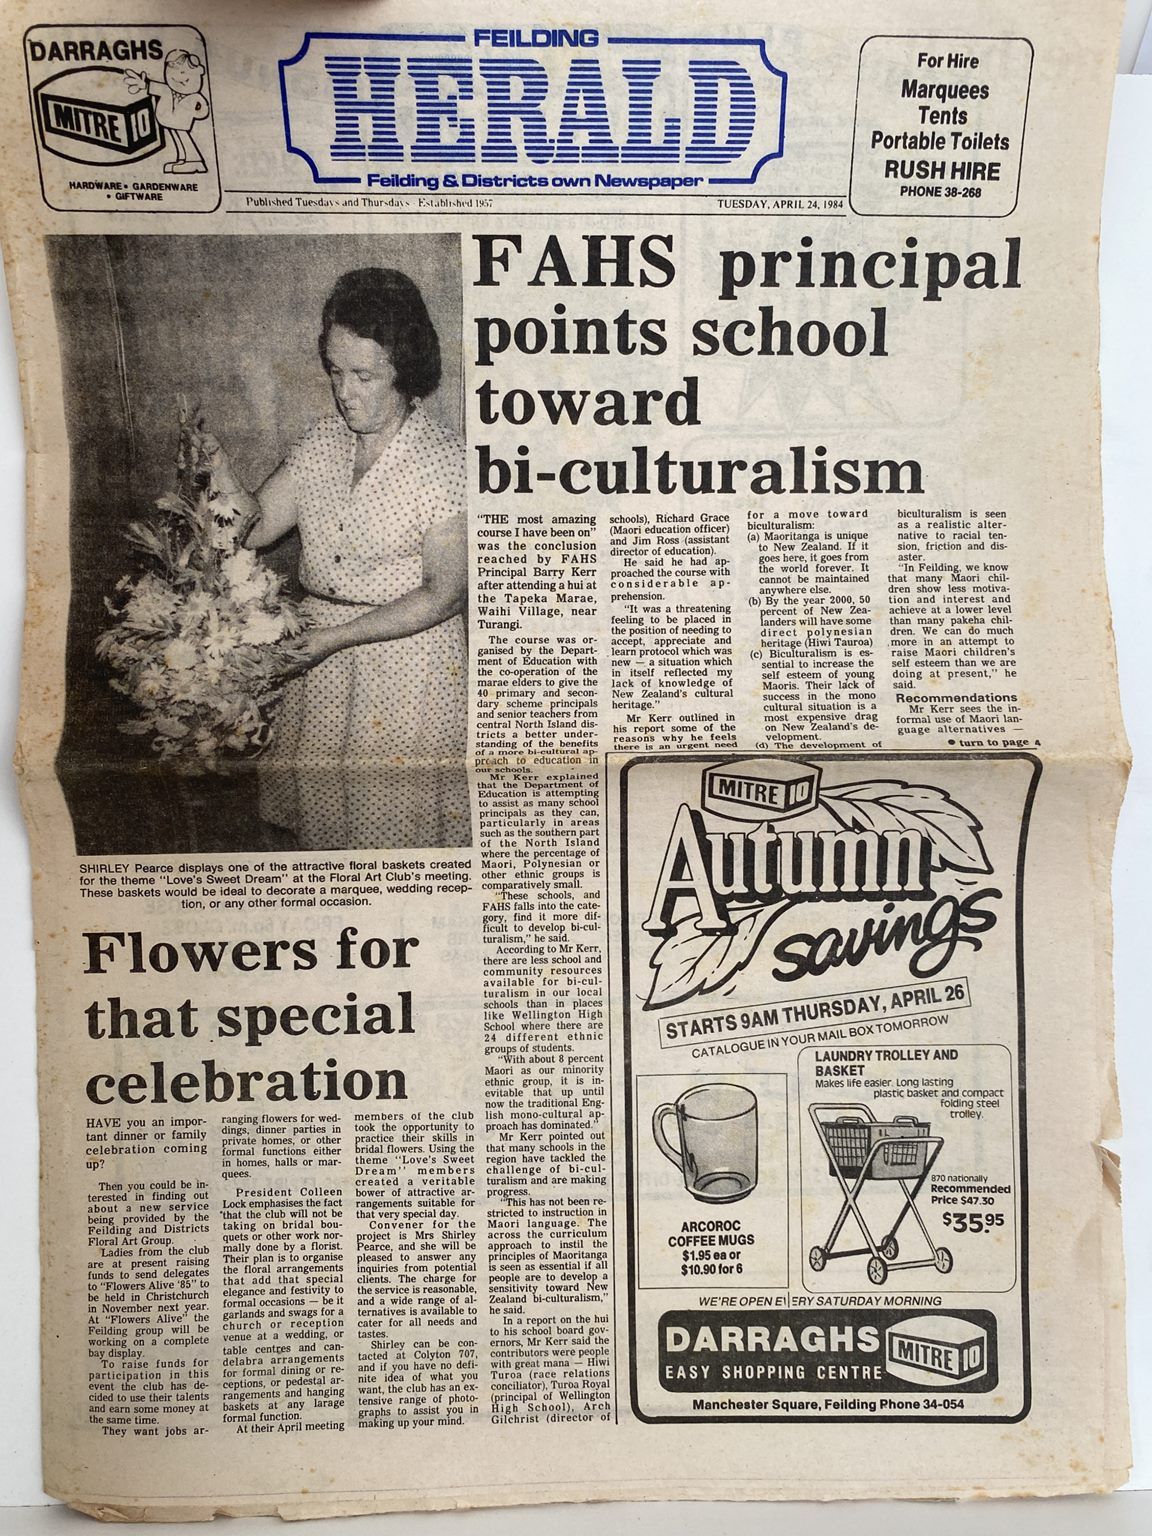 DARRAGHS
MITRE 10
HARDWARE • GARDENWARE
• GIFTWARE
FEILDING
HERALD
Feilding & Districts own Newspaper
Published Tuesdays and Thursdays Established 1957
TUESDAY, APRIL 24, 1984
For Hire
Marquees
Tents
Portable Toilets
RUSH HIRE
PHONE 38-268
FAHS principal
points school
toward
bi-culturalism
"THE most amazing
course I have been on"
was the conclusion
reached by FAHS
Principal Barry Kerr
after attending a hui at
the Tapeka Marae,
Waihi Village, near
Turangi.
The course was or-
ganised by the Depart-
ment of Education with
the co-operation of the
marae elders to give the
40 primary and secon-
dary scheme principals
and senior teachers from
central North Island dis-
tricts a better under-
standing of the benefits
of a more bi-cultural ap-
proach to education in
our schools.
Mr Kerr explained
that the Department of
Education is attempting
to assist as many school
principals as they can,
particularly in areas
such as the southern part
of the North Island
where the percentage of
Maori, Polynesian or
other ethnic groups is
comparatively small.
"These schools, and
FAHS falls into the cate-
gory, find it more dif-
ficult to develop bi-cul-
turalism," he said.
According to Mr Kerr,
there are less school and
community resources
available for bi-cul-
turalism in our local
schools than in places
like Wellington High
School where there are
24 different ethnic
groups of students.
"With about 8 percent
Maori as our minority
ethnic group, it is in-
evitable that up until
now the traditional Eng-
lish mono-cultural ap-
proach has dominated."
Mr Kerr pointed out
that many schools in the
region have tackled the
challenge of bi-cul-
turalism and are making
progress.
"This has not been re-
stricted to instruction in
Maori language. The
across the curriculum
approach to instil the
principles of Maoritanga
is seen as essential if all
people are to develop a
sensitivity toward New
Zealand bi-culturalism,"
he said.
In a report on the hui
to his school board gov-
ernors, Mr Kerr said the
contributors were people
with great mana — Hiwi
Turoa (race relations
conciliator), Turoa Royal
(principal of Wellington
High School), Arch
Gilchrist (director of
schools), Richard Grace
(Maori education officer)
and Jim Ross (assistant
director of education).
He said he had ap-
proached the course with
considerable ap-
prehension.
"It was a threatening
feeling to be placed in
the position of needing to
accept, appreciate and
learn protocol which was
new — a situation which
in itself reflected my
lack of knowledge of
New Zealand's cultural
heritage."
Mr Kerr outlined in
his report some of the
reasons why he feels
there is an urgent need
for a move toward
biculturalism:
(a) Maoritanga is unique
to New Zealand. If it
goes here, it goes from
the world forever. It
cannot be maintained
anywhere else.
(b) By the year 2000, 50
percent of New Zea-
landers will have some
direct polynesian
heritage (Hiwi Tauroa)
(c) Biculturalism is es-
sential to increase the
self esteem of young
Maoris. Their lack of
success in the mono
cultural situation is a
most expensive drag
on New Zealand's de-
velopment.
(d) The development of
biculturalism is seen
as a realistic alter-
native to racial ten-
sion, friction and dis-
aster.
"In Feilding, we know
that many Maori chil-
dren show less motiva-
tion and interest and
achieve at a lower level
than many pakeha chil-
dren. We can do much
more in an attempt to
raise Maori children's
self esteem than we are
doing at present," he
said.
Recommendations
Mr Kerr sees the in-
formal use of Maori lan-
guage alternatives —
● turn to page 4
SHIRLEY Pearce displays one of the attractive floral baskets created
for the theme "Love's Sweet Dream" at the Floral Art Club's meeting.
These baskets would be ideal to decorate a marquee, wedding recep-
tion, or any other formal occasion.
Flowers for
that special
celebration
HAVE you an impor-
tant dinner or family
celebration coming
up?
Then you could be in-
terested in finding out
about a new service
being provided by the
Feilding and Districts
Floral Art Group.
Ladies from the club
are at present raising
funds to send delegates
to "Flowers Alive '85" to
be held in Christchurch
in November next year.
At "Flowers Alive" the
Feilding group will be
working on a complete
bay display.
To raise funds for
participation in this
event the club has de-
cided to use their talents
and earn some money at
the same time.
They want jobs ar-
ranging flowers for wed-
dings, dinner parties in
private homes, or other
formal functions either
in homes, halls or mar-
quees.
President Colleen
Lock emphasises the fact
that the club will not be
taking on bridal bou-
quets or other work nor-
mally done by a florist.
Their plan is to organise
the floral arrangements
that add that special
elegance and festivity to
formal occasions — be it
garlands and swags for a
church or reception
venue at a wedding, or
table centres and can-
delabra arrangements
for formal dining or re-
ceptions, or pedestal ar-
rangements and hanging
baskets at any large
formal function.
At their April meeting
members of the club
took the opportunity to
practice their skills in
bridal flowers. Using the
theme "Love's Sweet
Dream" members
created a veritable
bower of attractive ar-
rangements suitable for
that very special day.
Convener for the
project is Mrs Shirley
Pearce, and she will be
pleased to answer any
inquiries from potential
clients. The charge for
the service is reasonable,
and a wide range of al-
ternatives is available to
cater for all needs and
tastes.
Shirley can be con-
tacted at Colyton 707,
and if you have no defi-
nite idea of what you
want, the club has an ex-
tensive range of photo-
graphs to assist you in
making up your mind.
MITRE 10
Autumn
savings
STARTS 9AM THURSDAY, APRIL 26
CATALOGUE IN YOUR MAIL BOX TOMORROW
ARCOROC
COFFEE MUGS
$1.95 ea or
$10.90 for 6
LAUNDRY TROLLEY AND
BASKET
Makes life easier. Long lasting
plastic basket and compact
folding steel
trolley.
870 nationally
Recommended
Price $47.30
$35.95
WE'RE OPEN EVERY SATURDAY MORNING
DARRAGHS
EASY SHOPPING CENTRE
MITRE 10
Manchester Square, Feilding Phone 34-054